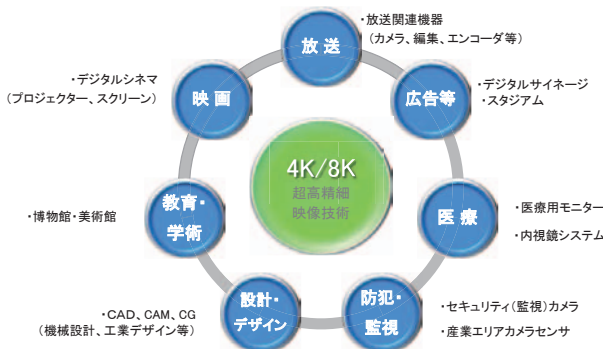 放送
・放送関連機器
(カメラ、編集、エンコーダ等)
広告等
・デジタルサイネージ
・スタジアム
医療
・医療用モニター
・内視鏡システム
防犯・
監視
・セキュリティ(監視)カメラ
・産業エリアカメラセンサ
設計・
デザイン
・CAD、CAM、CG
(機械設計、工業デザイン等)
教育・
学術
・博物館・美術館
映画
・デジタルシネマ
(プロジェクター、スクリーン)
4K/8K
超高精細
映像技術